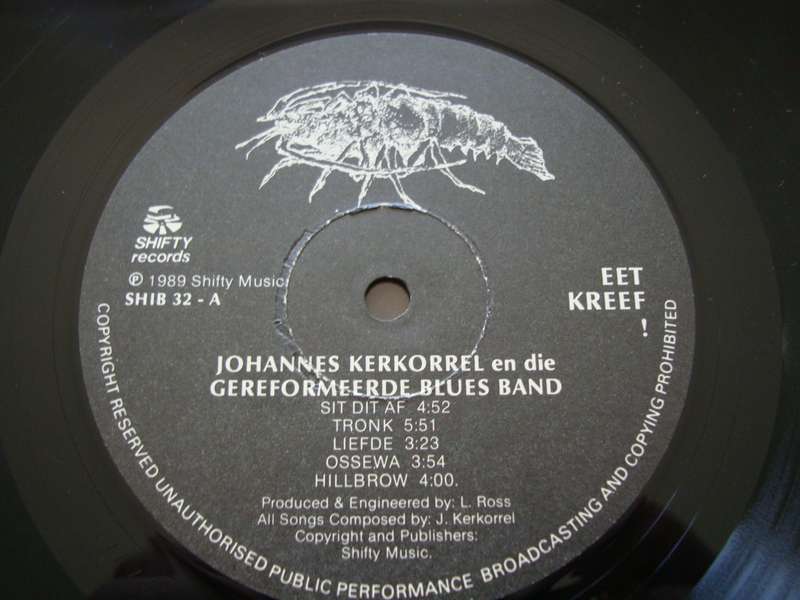 SHIFTY
records
℗ 1989 Shifty Music
SHIB 32 - A
EET
KREEF
!
JOHANNES KERKORREL en die
GEREFORMEERDE BLUES BAND
SIT DIT AF 4:52
TRONK 5:51
LIEFDE 3:23
OSSEWA 3:54
HILLBROW 4:00.
Produced & Engineered by: L. Ross
All Songs Composed by: J. Kerkorrel
Copyright and Publishers:
Shifty Music.
COPYRIGHT RESERVED UNAUTHORISED PUBLIC PERFORMANCE BROADCASTING AND COPYING PROHIBITED